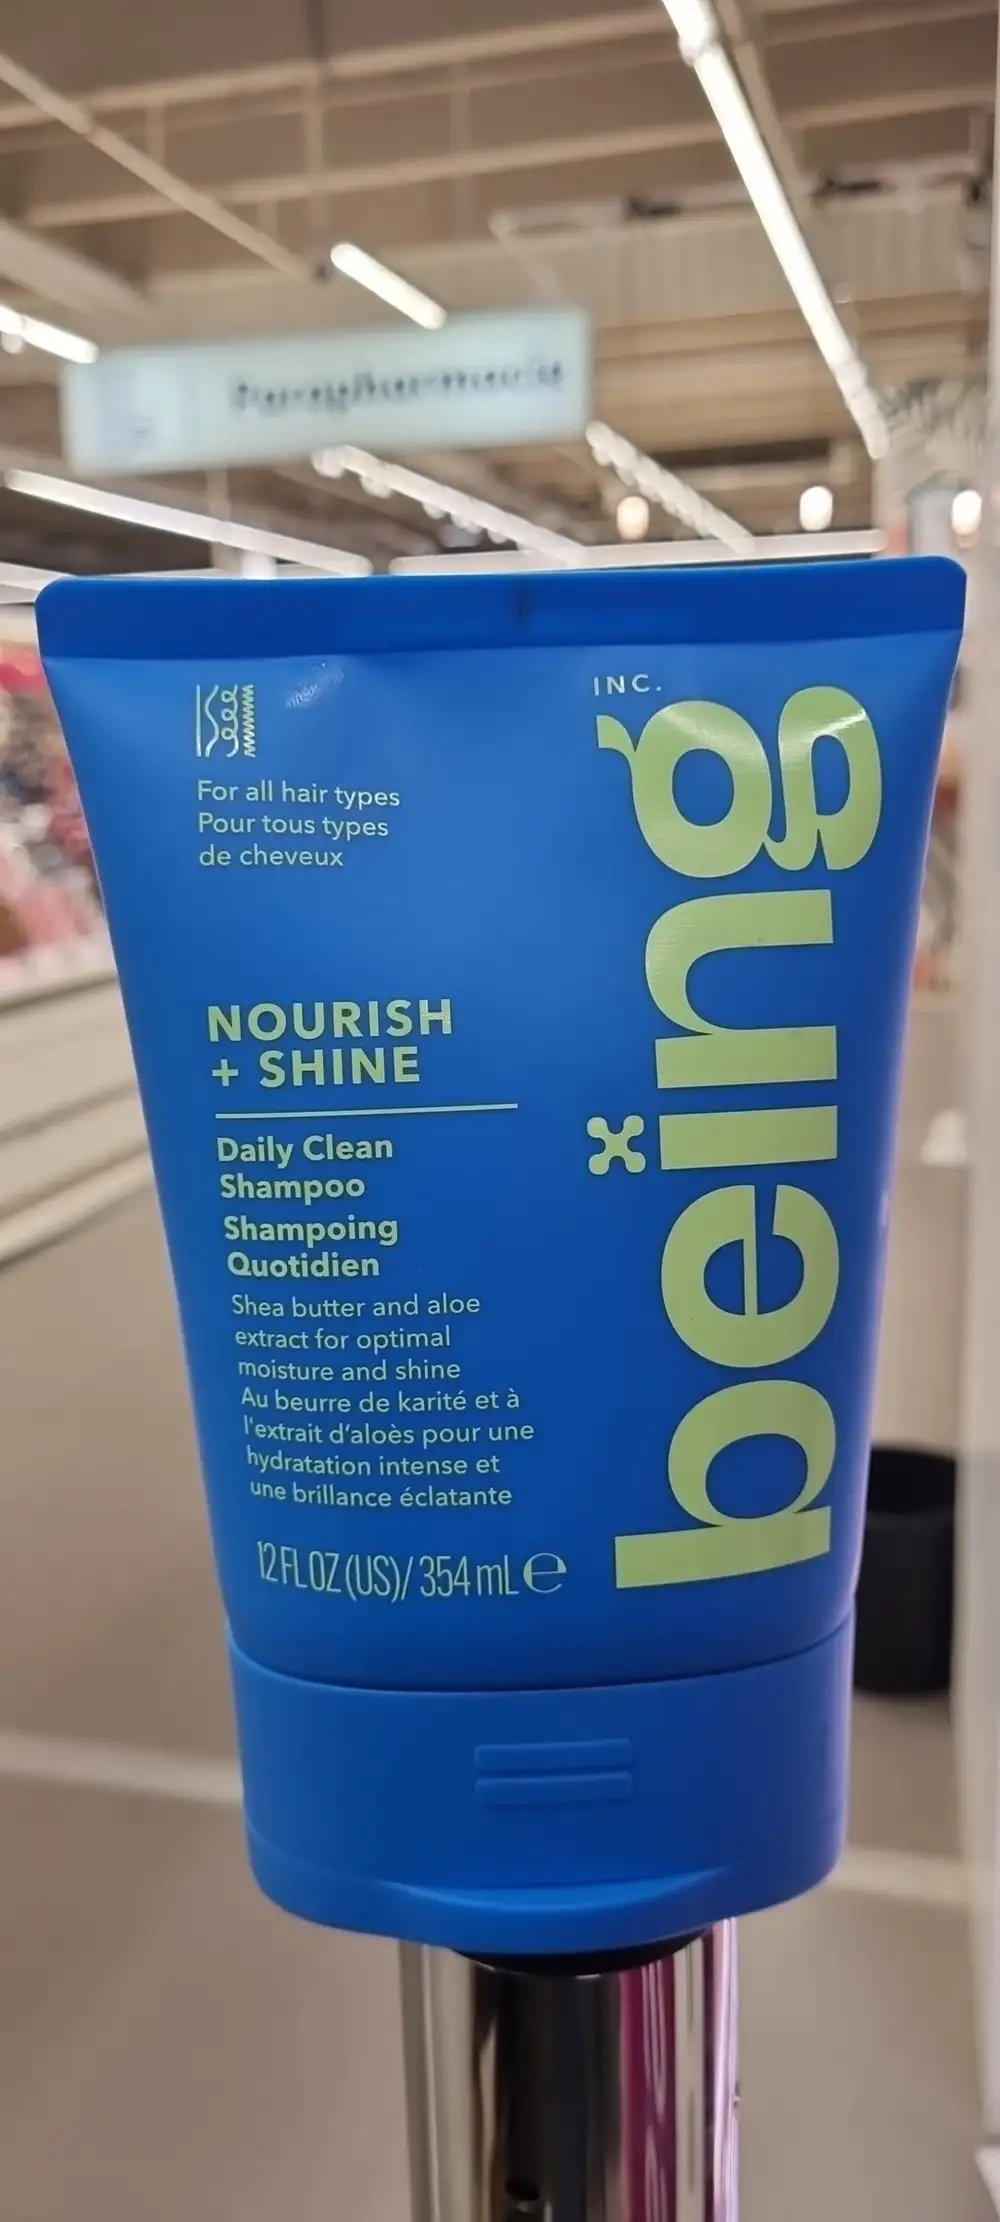 Parapharmacie
For all hair types
Pour tous types
de cheveux
NOURISH
+ SHINE
Daily Clean
Shampoo
Shampoing
Quotidien
Shea butter and aloe
extract for optimal
moisture and shine
Au beurre de karité et à
l'extrait d'aloès pour une
hydratation intense et
une brillance éclatante
12 FL OZ (US)/ 354 mL ℮
INC.
being